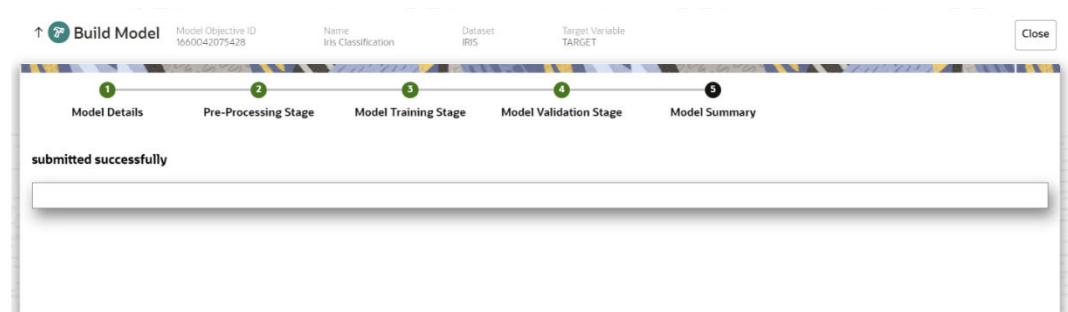 ↑ Build Model
Model Objective ID
1660042075428
Name
Iris Classification
Dataset
IRIS
Target Variable
TARGET
Close
1 2 3 4 5
Model Details Pre-Processing Stage Model Training Stage Model Validation Stage Model Summary
submitted successfully